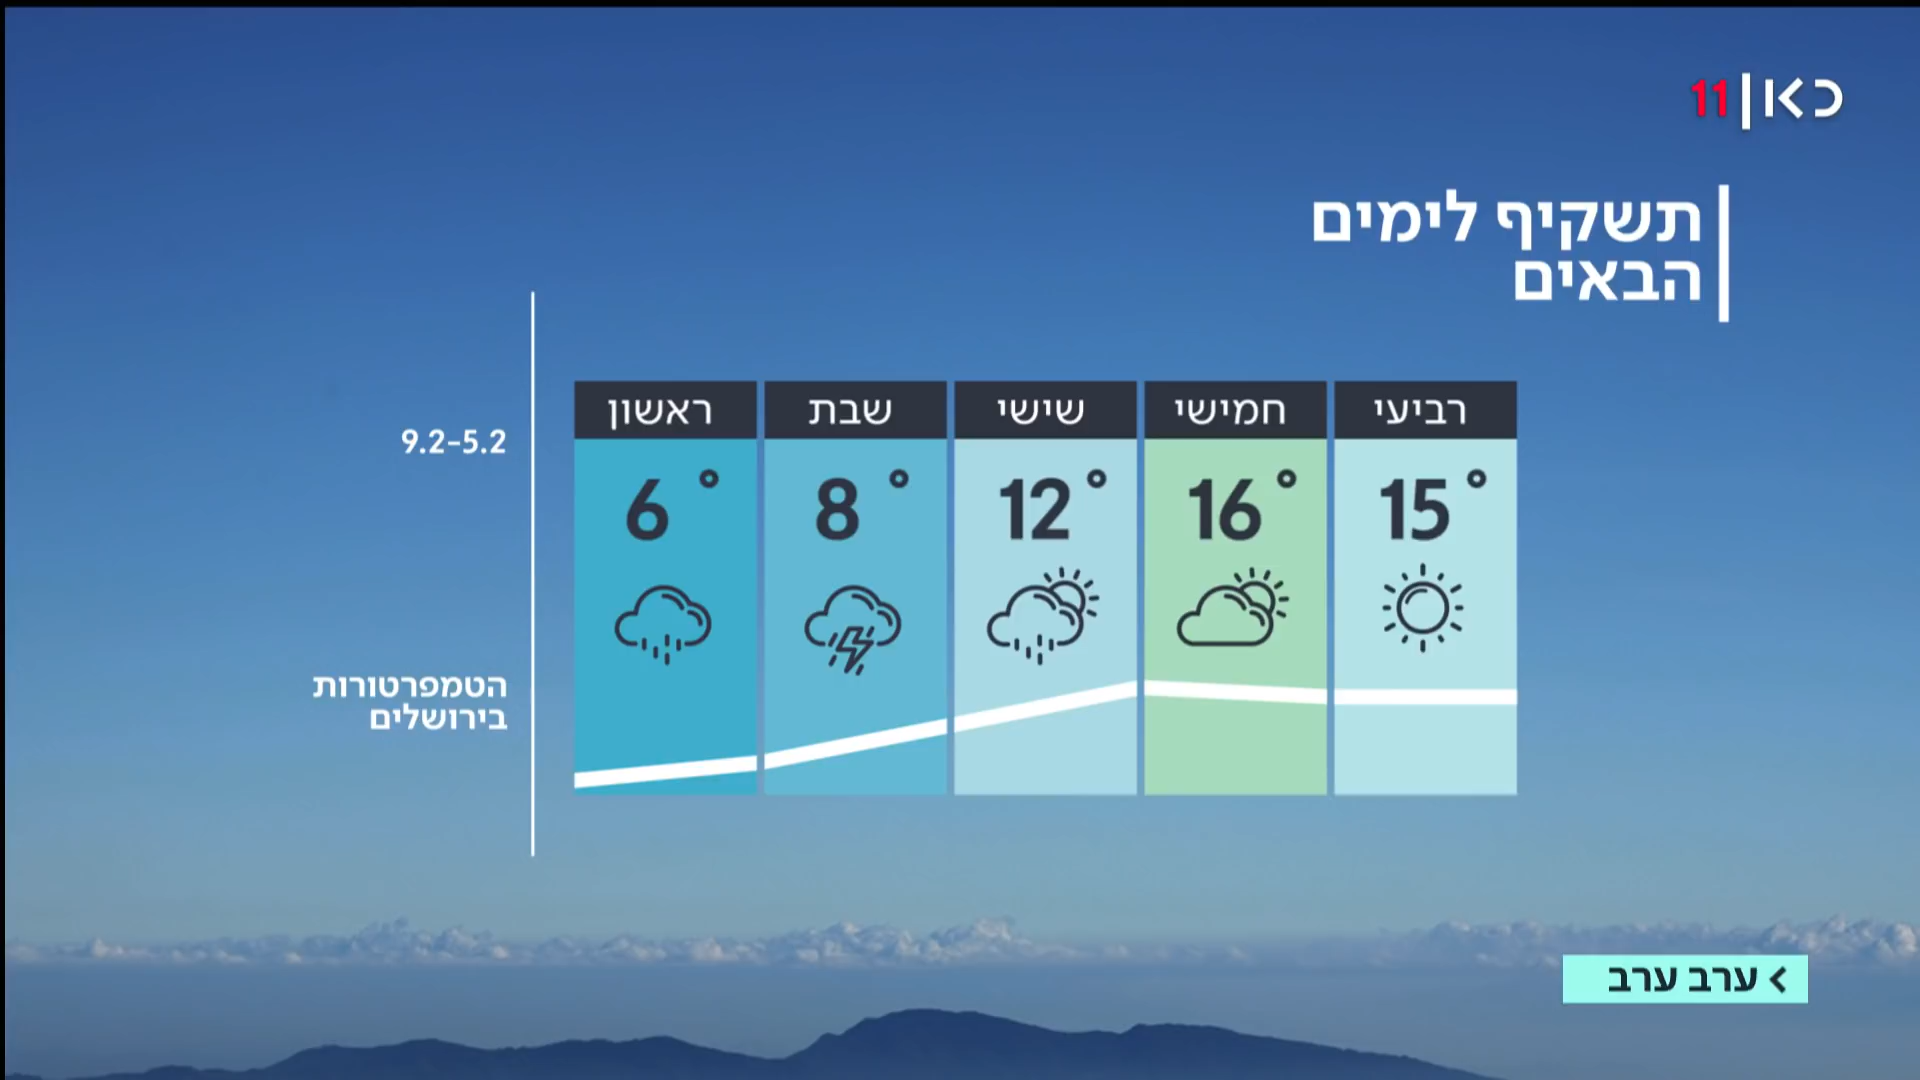 כאן | 11
תשקיף לימים
הבאים
רביעי
חמישי
שישי
שבת
ראשון
15°
16°
12°
8°
6°
9.2-5.2
הטמפרטורות
בירושלים
ערב ערב